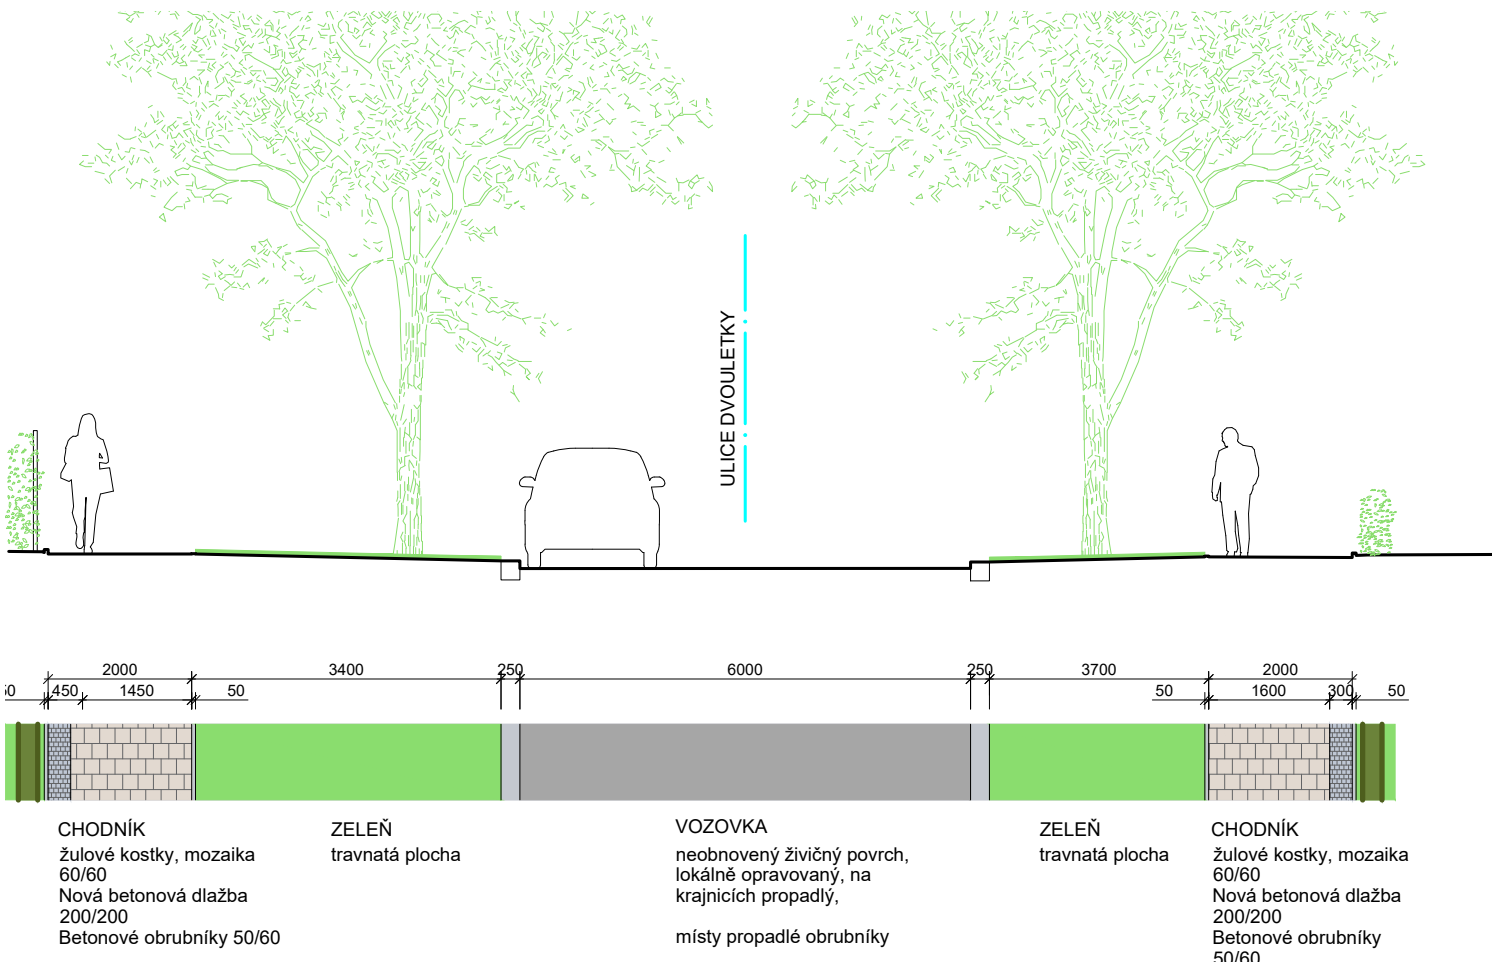 ULICE DVOULETKY
2000 3400 250 6000 250 3700 2000
450 1450 50 50 1600 300 50
CHODNÍK
žulové kostky, mozaika
60/60
Nová betonová dlažba
200/200
Betonové obrubníky 50/60
ZELEŇ
travnatá plocha
VOZOVKA
neobnovený živičný povrch,
lokálně opravovaný, na
krajnicích propadlý,
místy propadlé obrubníky
ZELEŇ
travnatá plocha
CHODNÍK
žulové kostky, mozaika
60/60
Nová betonová dlažba
200/200
Betonové obrubníky
50/60